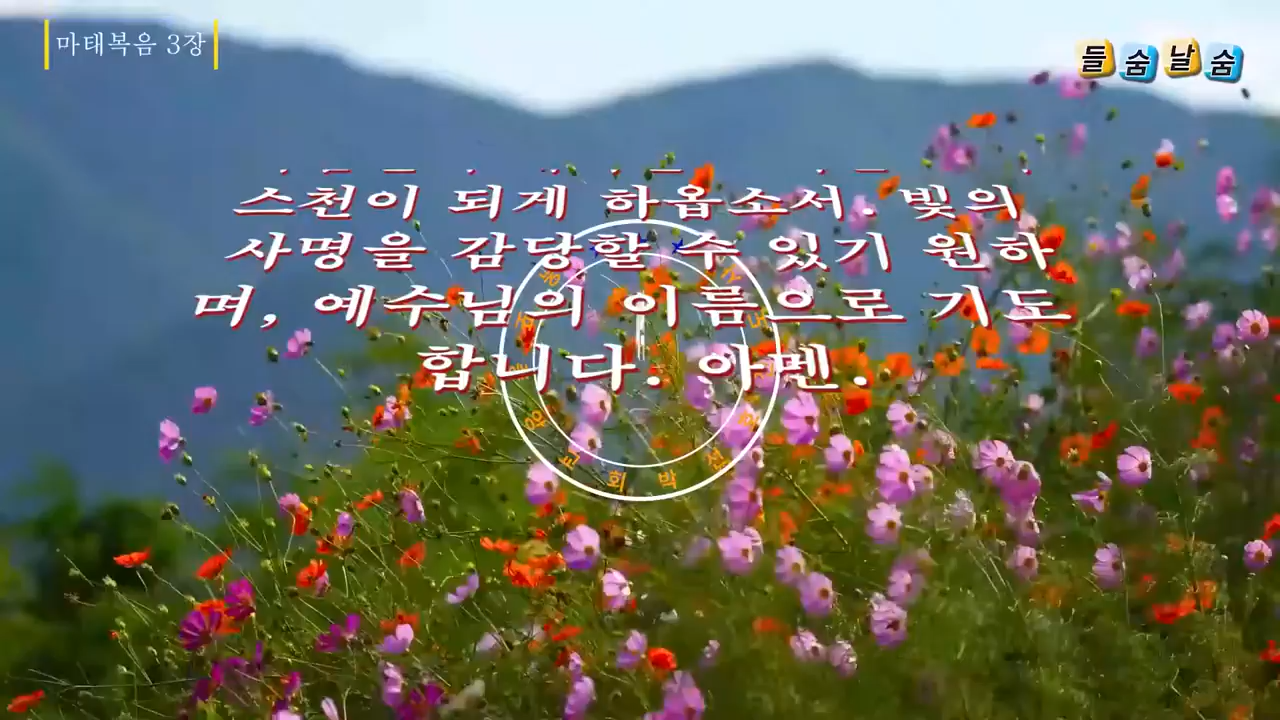 마태복음 3장
들숨날숨
스천이 되게 하옵소서. 빛의
사명을 감당할 수 있기 원하
며, 예수님의 이름으로 기도
합니다. 아멘.